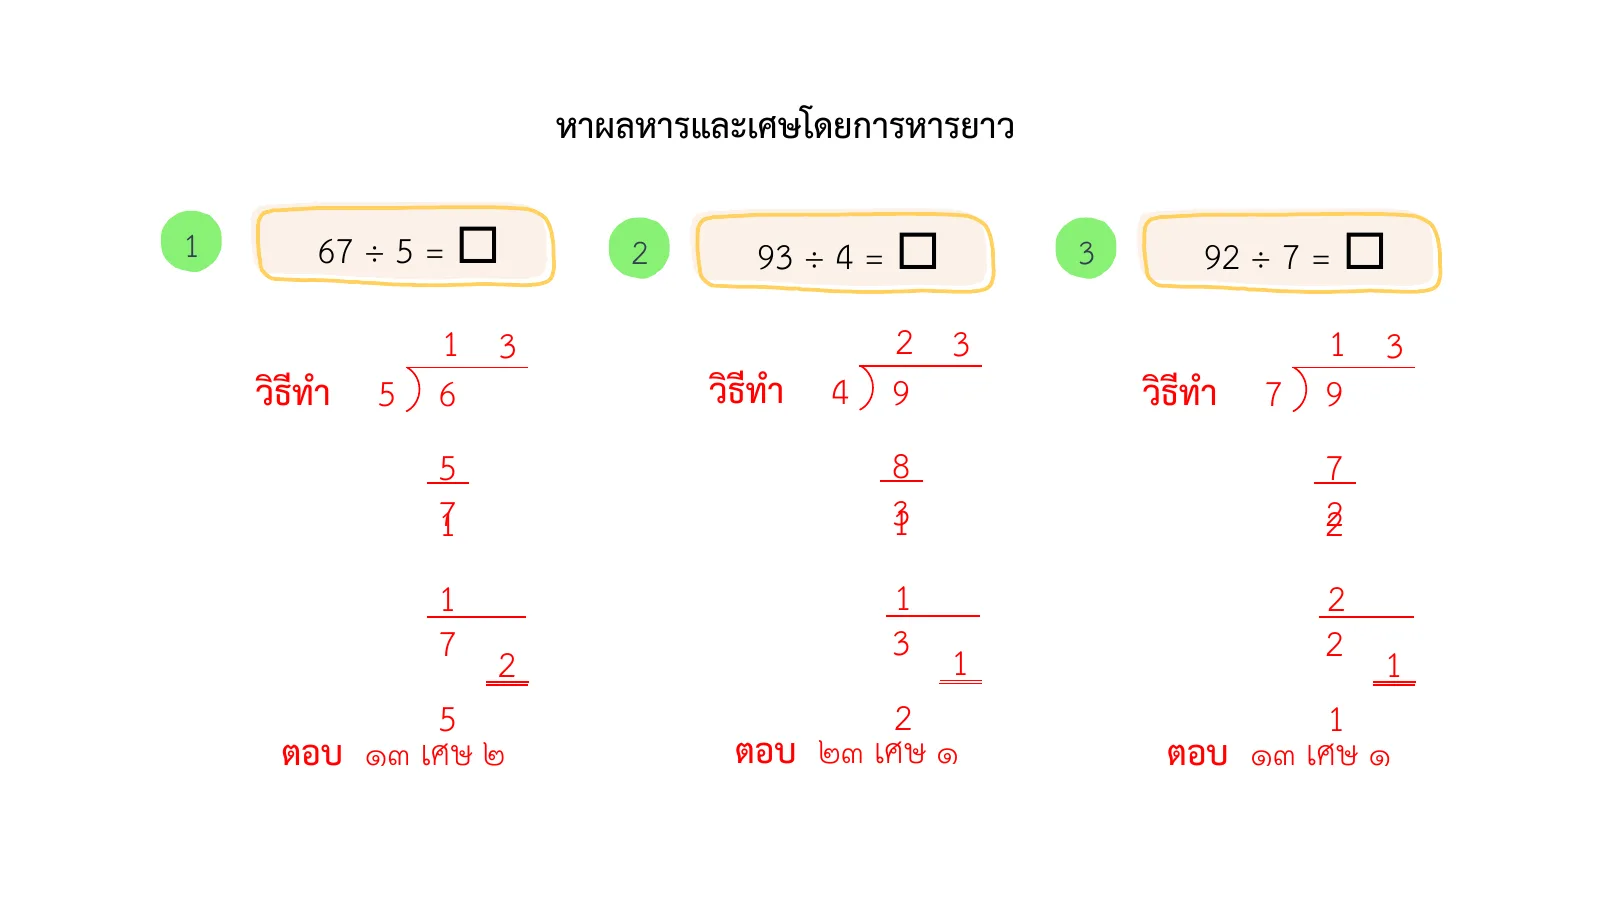 หาผลหารและเศษโดยการหารยาว
1 67 ÷ 5 = □
1 3
วิธีทำ 5 ) 6
5
7
1
1
7
2
5
ตอบ ๑๓ เศษ ๒
2 93 ÷ 4 = □
2 3
วิธีทำ 4 ) 9
8
3
1
1
3
1
2
ตอบ ๒๓ เศษ ๑
3 92 ÷ 7 = □
1 3
วิธีทำ 7 ) 9
7
2
2
2
2
1
1
ตอบ ๑๓ เศษ ๑